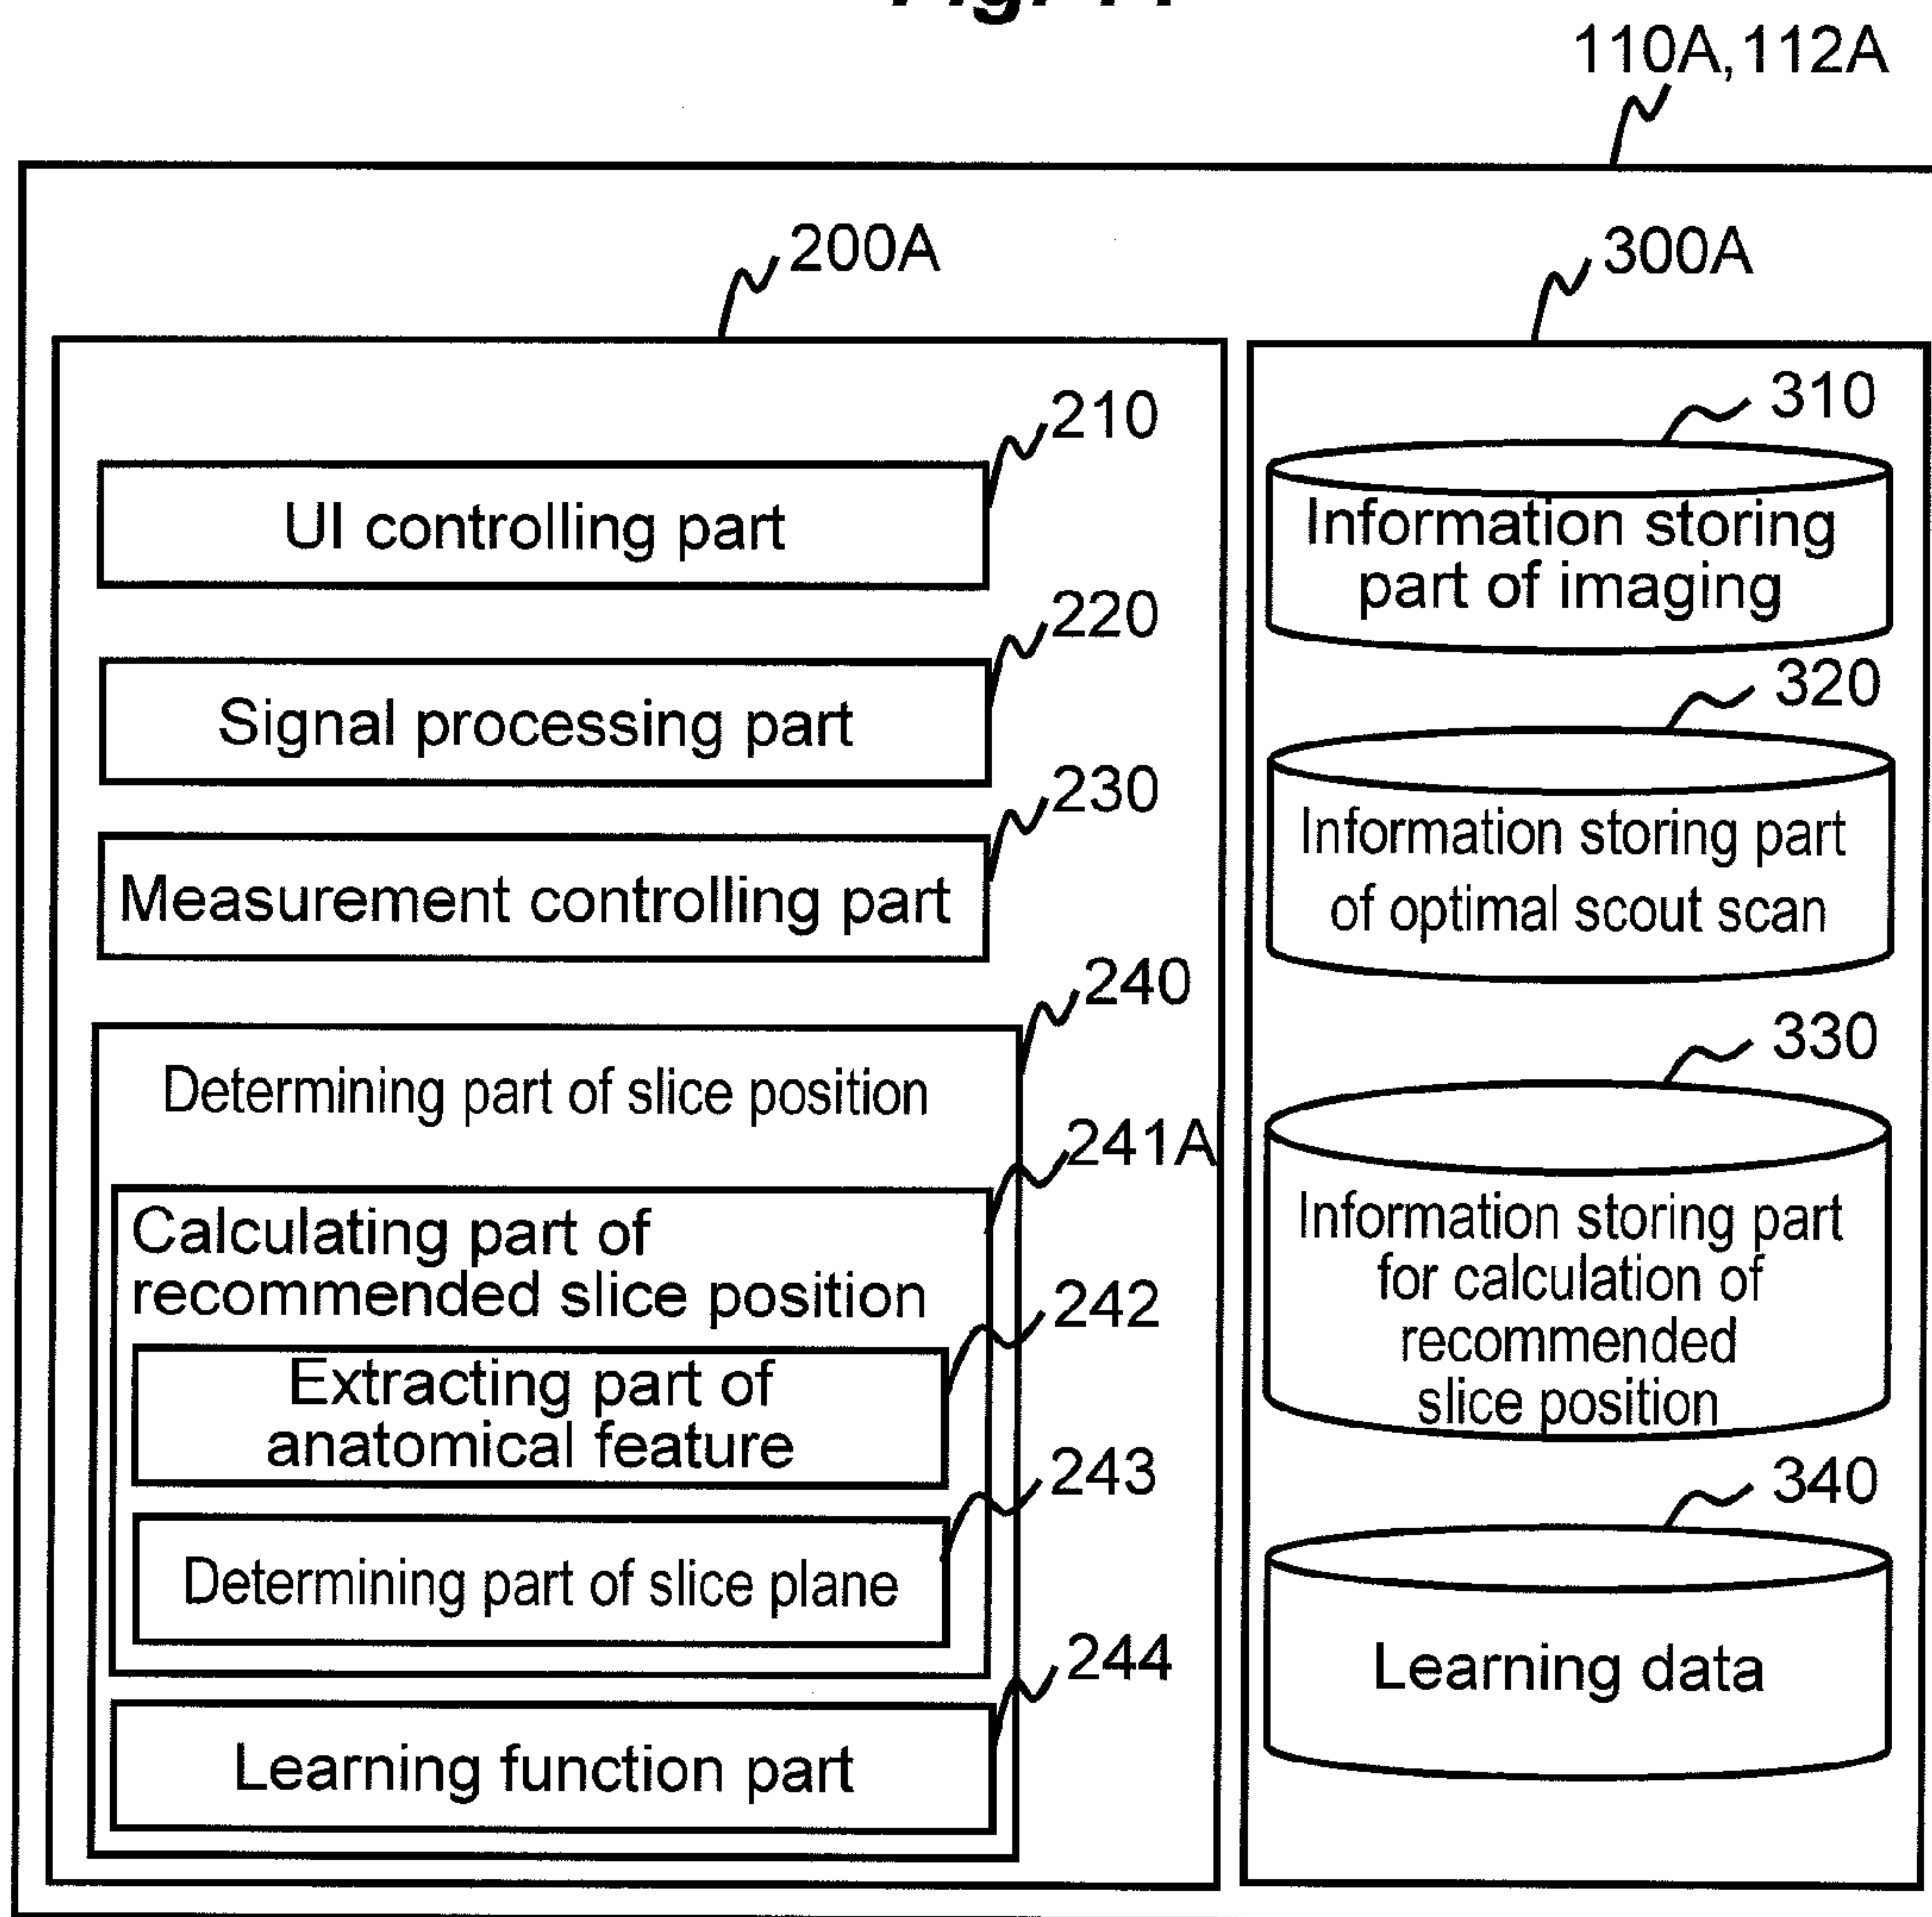 110A,112A
200A
300A
210
UI controlling part
220
Signal processing part
230
Measurement controlling part
240
Determining part of slice position
241A
Calculating part of
recommended slice position
242
Extracting part of
anatomical feature
243
Determining part of slice plane
244
Learning function part
310
Information storing
part of imaging
320
Information storing part
of optimal scout scan
330
Information storing part
for calculation of
recommended
slice position
340
Learning data